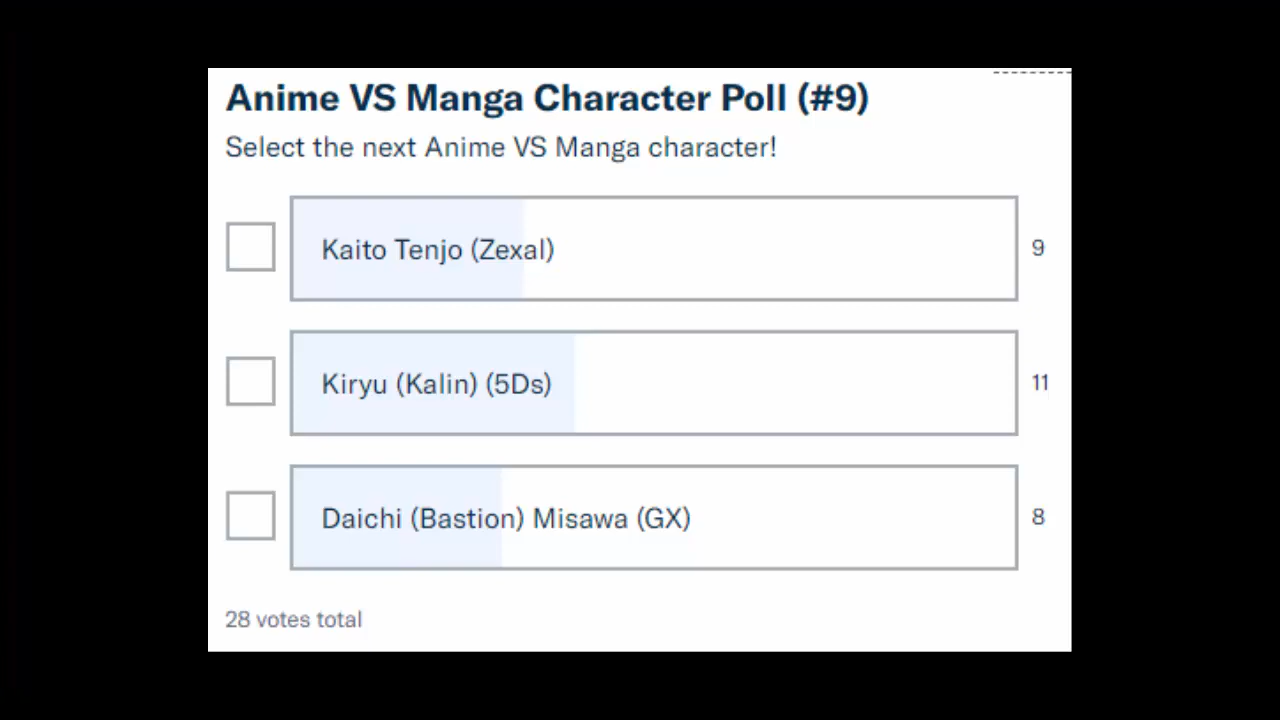 Anime VS Manga Character Poll (#9)
Select the next Anime VS Manga character!
Kaito Tenjo (Zexal) 9
Kiryu (Kalin) (5Ds) 11
Daichi (Bastion) Misawa (GX) 8
28 votes total